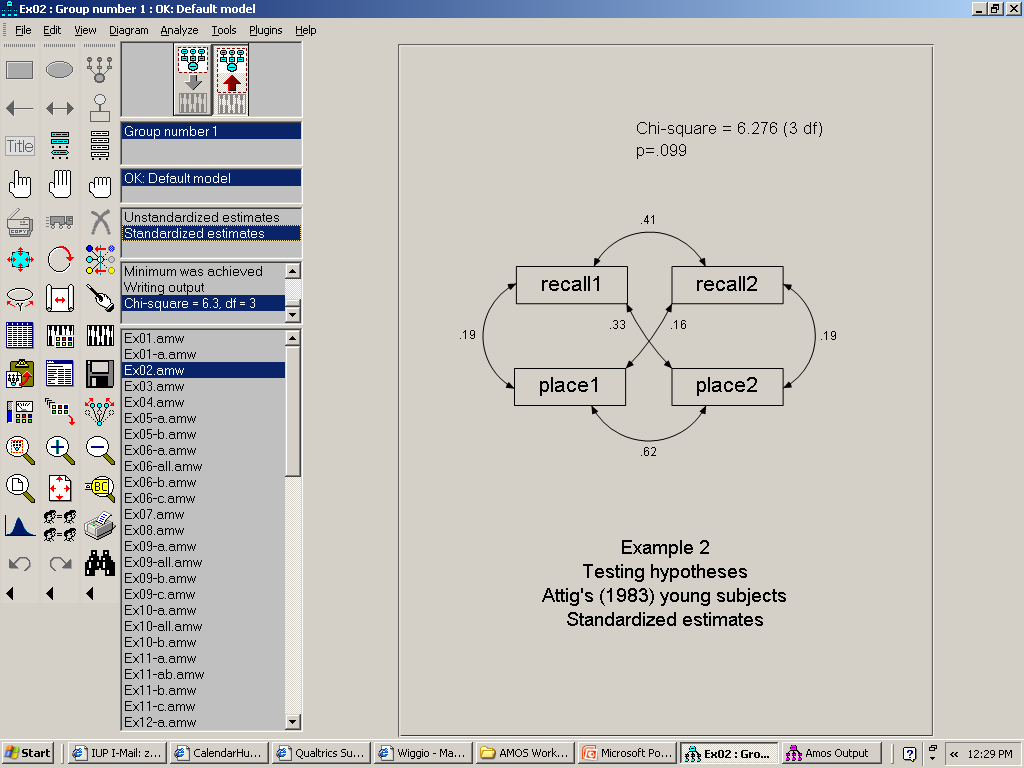 Ex02 : Group number 1 : OK: Default model
File Edit View Diagram Analyze Tools Plugins Help
Title
COPY
BC
Group number 1
OK: Default model
Unstandardized estimates
Standardized estimates
Minimum was achieved
Writing output
Chi-square = 6.3, df = 3
Ex01.amw
Ex01-a.amw
Ex02.amw
Ex03.amw
Ex04.amw
Ex05-a.amw
Ex05-b.amw
Ex06-a.amw
Ex06-all.amw
Ex06-b.amw
Ex06-c.amw
Ex07.amw
Ex08.amw
Ex09-a.amw
Ex09-all.amw
Ex09-b.amw
Ex09-c.amw
Ex10-a.amw
Ex10-all.amw
Ex10-b.amw
Ex11-a.amw
Ex11-ab.amw
Ex11-b.amw
Ex11-c.amw
Ex12-a.amw
Chi-square = 6.276 (3 df)
p=.099
.41
recall1 recall2
.33 .16
.19 .19
place1 place2
.62
Example 2
Testing hypotheses
Attig's (1983) young subjects
Standardized estimates
Start IUP I-Mail: z... CalendarHu... Qualtrics Su... Wiggio - Ma... AMOS Work... Microsoft Po... Ex02 : Gro... Amos Output ? « 12:29 PM